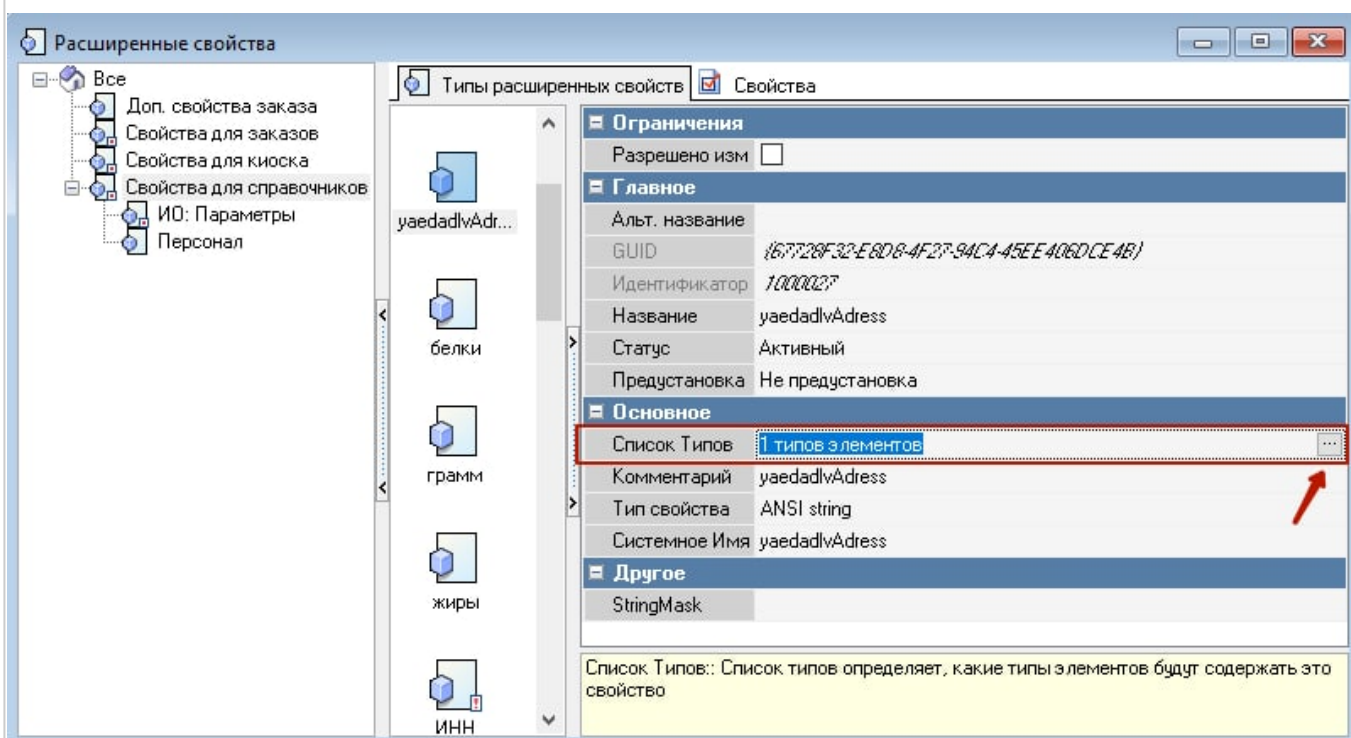 Расширенные свойства
Все
Доп. свойства заказа
Свойства для заказов
Свойства для киоска
Свойства для справочников
ИО: Параметры
Персонал
Типы расширенных свойств
Свойства
yaedadlvAdr...
белки
грамм
жиры
ИНН
Ограничения
Разрешено изм
Главное
Альт. название
GUID {67728F32-E8D8-4F27-94C4-45EE406DCE4B}
Идентификатор 1000027
Название yaedadlvAdress
Статус Активный
Предустановка Не предустановка
Основное
Список Типов 1 типов элементов ...
Комментарий yaedadlvAdress
Тип свойства ANSI string
Системное Имя yaedadlvAdress
Другое
StringMask
Список Типов:: Список типов определяет, какие типы элементов будут содержать это
свойство